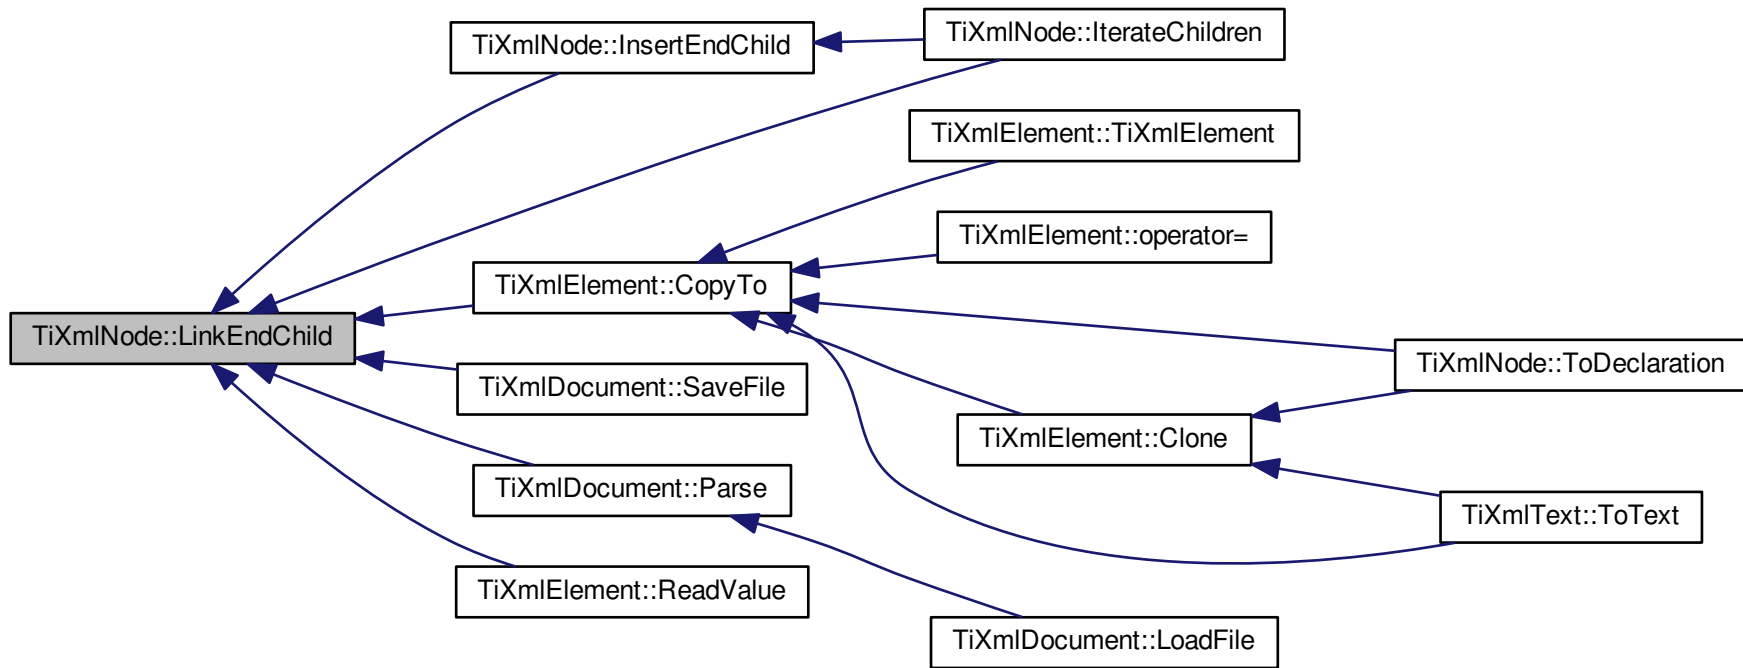 TiXmlNode::InsertEndChild
TiXmlNode::IterateChildren
TiXmlElement::TiXmlElement
TiXmlElement::operator=
TiXmlElement::CopyTo
TiXmlNode::LinkEndChild
TiXmlNode::ToDeclaration
TiXmlDocument::SaveFile
TiXmlElement::Clone
TiXmlDocument::Parse
TiXmlText::ToText
TiXmlElement::ReadValue
TiXmlDocument::LoadFile